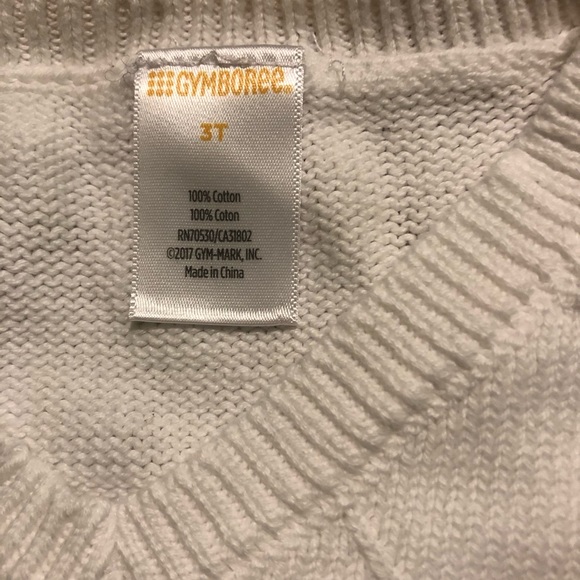 GYMBOREE
3T
100% Cotton
100% Coton
RN70530/CA31802
©2017 GYM-MARK, INC.
Made in China